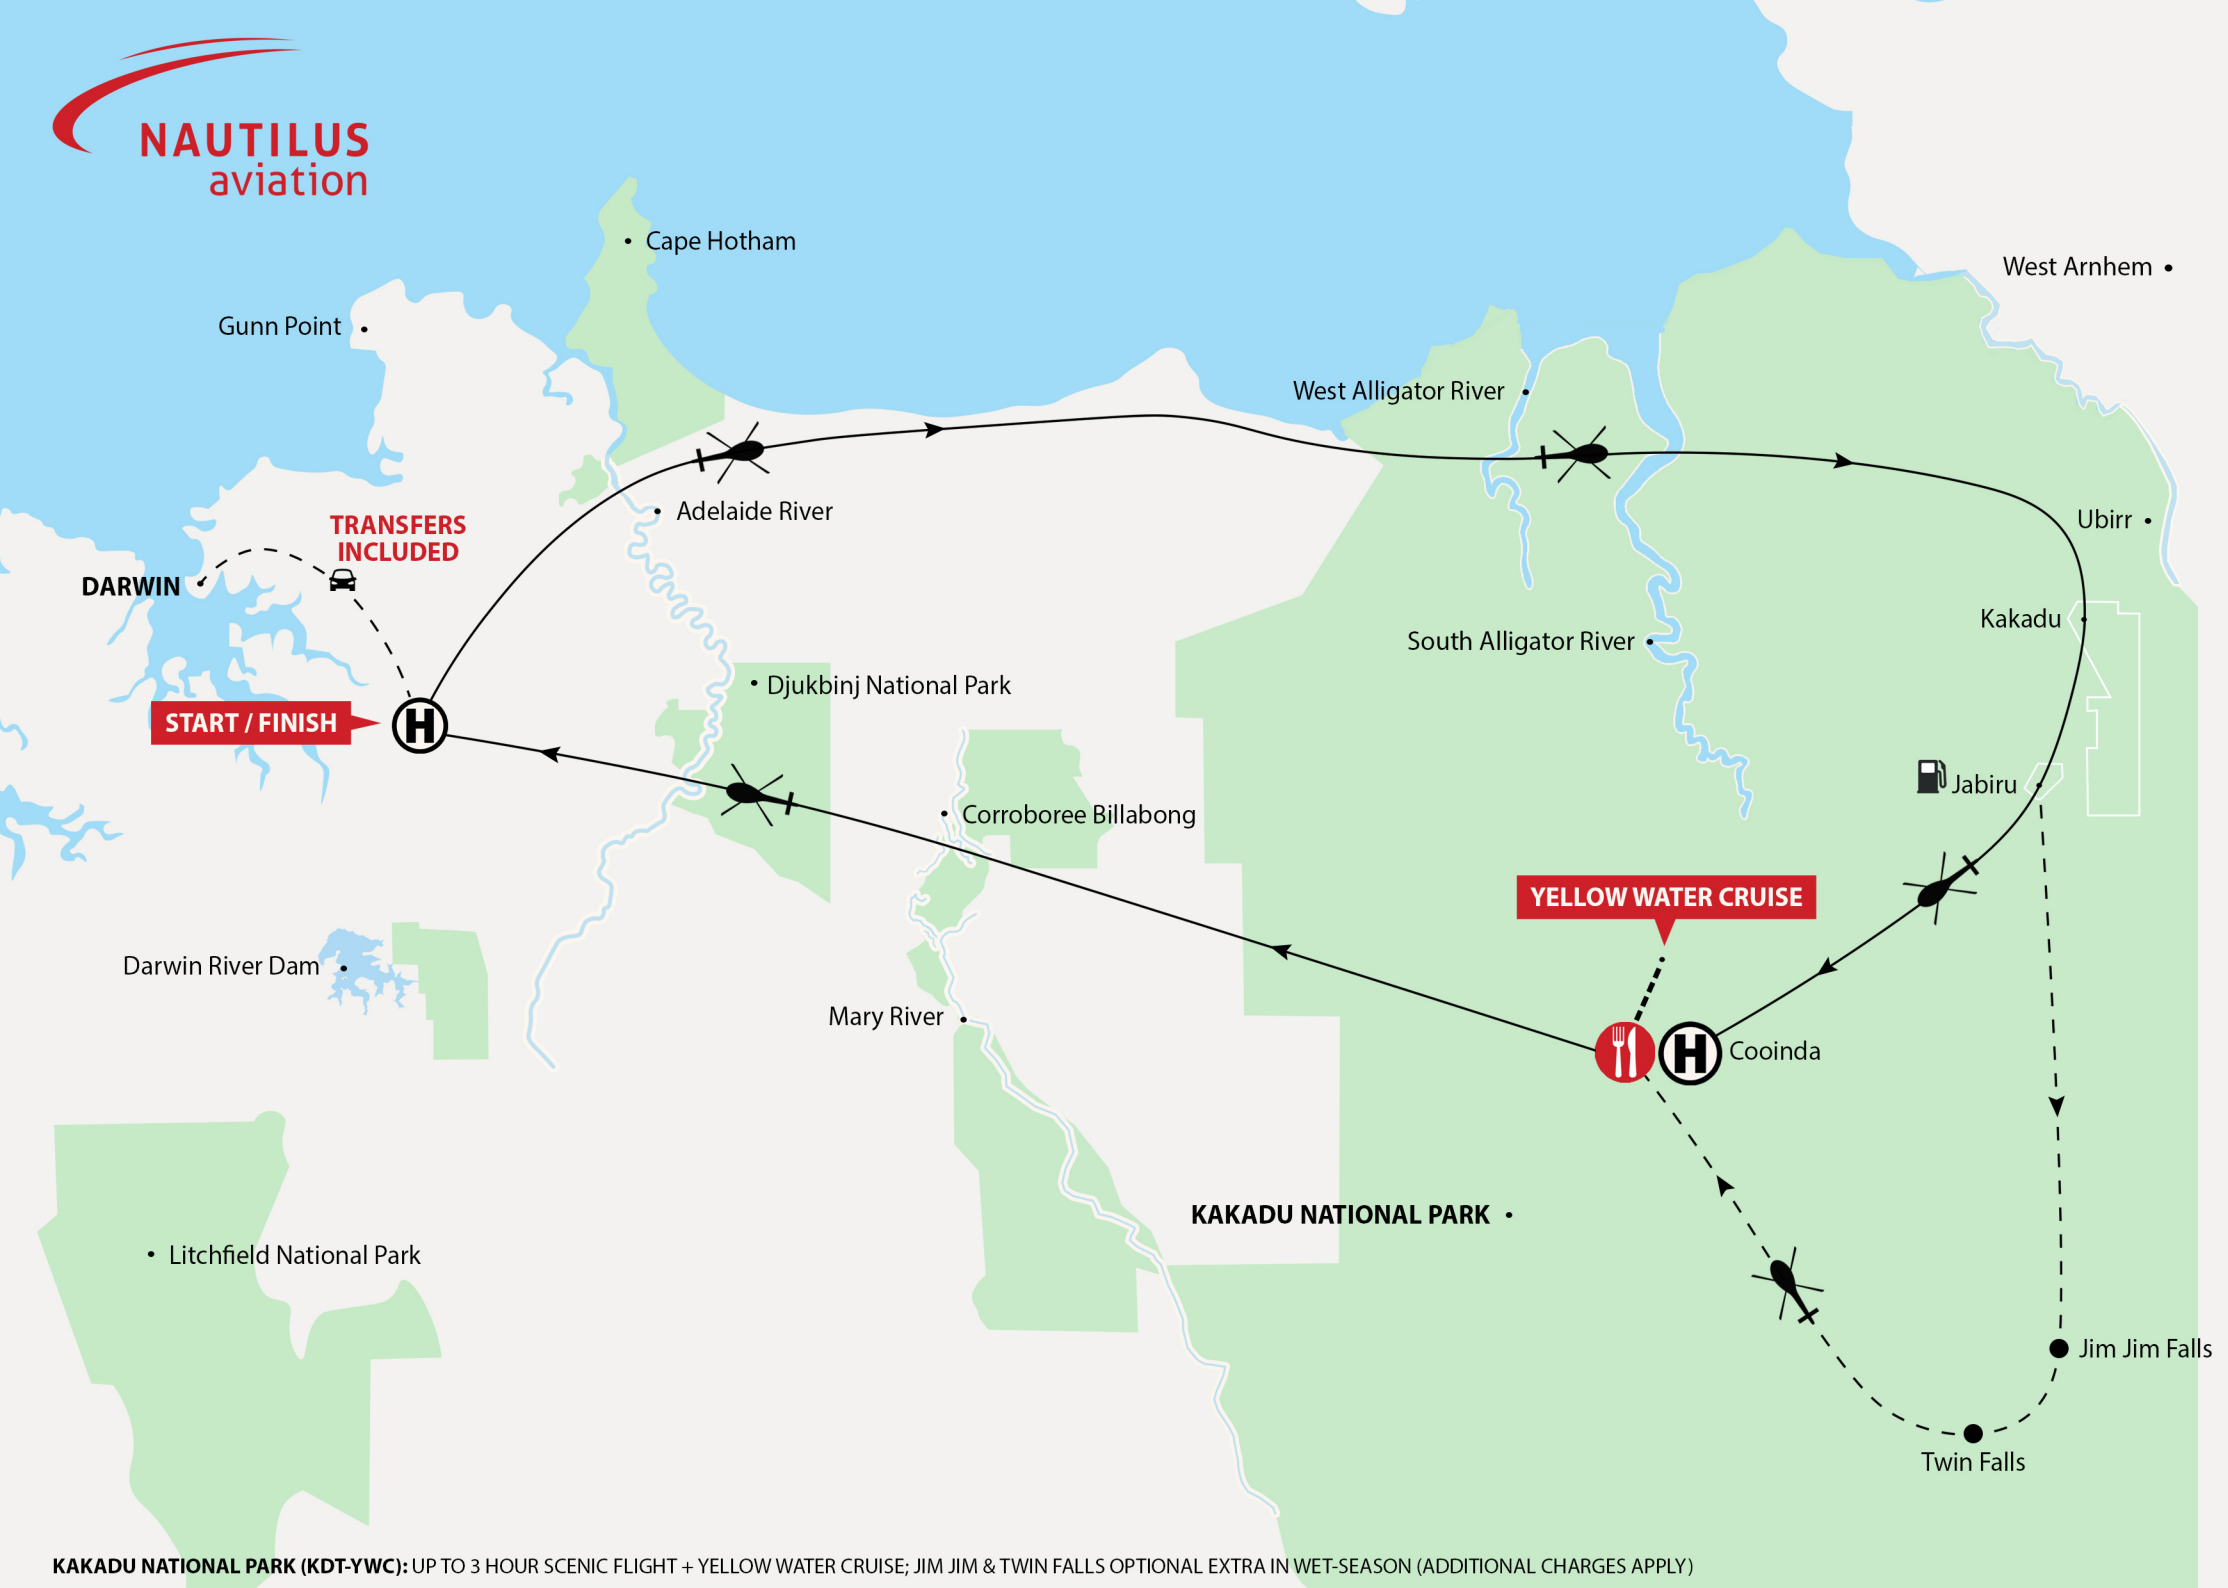 NAUTILUS
aviation
Cape Hotham
West Arnhem
Gunn Point
West Alligator River
Adelaide River
Ubirr
TRANSFERS
INCLUDED
DARWIN
Kakadu
South Alligator River
Djukbinj National Park
START / FINISH
H
Jabiru
Corroboree Billabong
YELLOW WATER CRUISE
Darwin River Dam
Mary River
H
Cooinda
KAKADU NATIONAL PARK
Litchfield National Park
Jim Jim Falls
Twin Falls
KAKADU NATIONAL PARK (KDT-YWC): UP TO 3 HOUR SCENIC FLIGHT + YELLOW WATER CRUISE; JIM JIM & TWIN FALLS OPTIONAL EXTRA IN WET-SEASON (ADDITIONAL CHARGES APPLY)